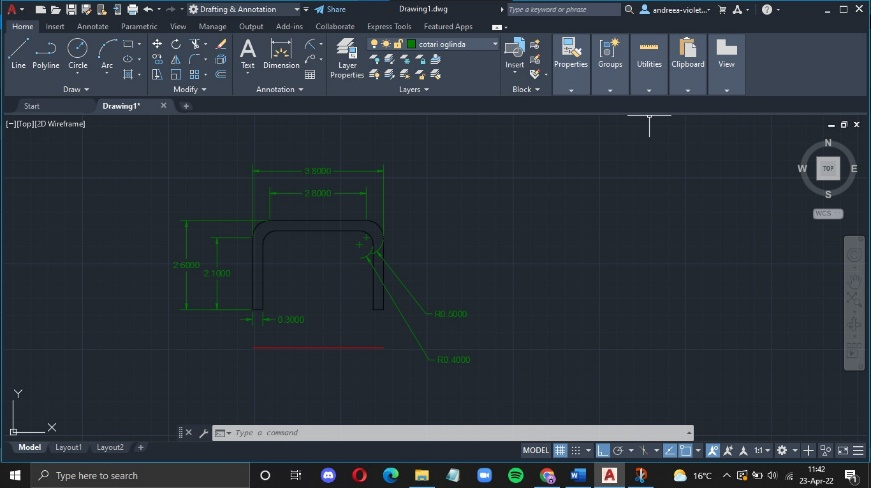 Drafting & Annotation
Share
Drawing1.dwg
Type a keyword or phrase
andreea-violet...
Home Insert Annotate Parametric View Manage Output Add-ins Collaborate Express Tools Featured Apps
cotari oglinda
Line Polyline Circle Arc
Text Dimension
Layer
Properties
Insert
Properties Groups Utilities Clipboard View
Draw Modify Annotation Layers Block
Start Drawing1*
[−][Top][2D Wireframe]
N
W TOP E
S
WCS
3.8000
2.8000
2.6000
2.1000
0.3000
R0.4000
Y
X
Type a command
Model Layout1 Layout2
MODEL 1:1
Type here to search
16°C
11:42
23-Apr-22